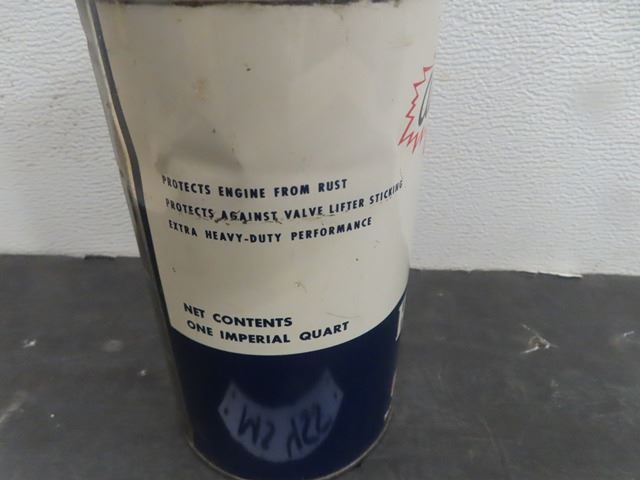 PROTECTS ENGINE FROM RUST
PROTECTS AGAINST VALVE LIFTER STICKING
EXTRA HEAVY-DUTY PERFORMANCE
NET CONTENTS
ONE IMPERIAL QUART